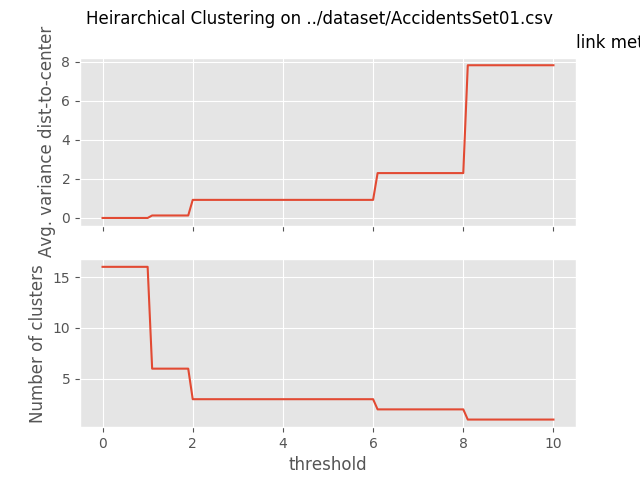 Heirarchical Clustering on ../dataset/AccidentsSet01.csv
link met
Avg. variance dist-to-center
8
6
4
2
0
Number of clusters
15
10
5
0 2 4 6 8 10
threshold